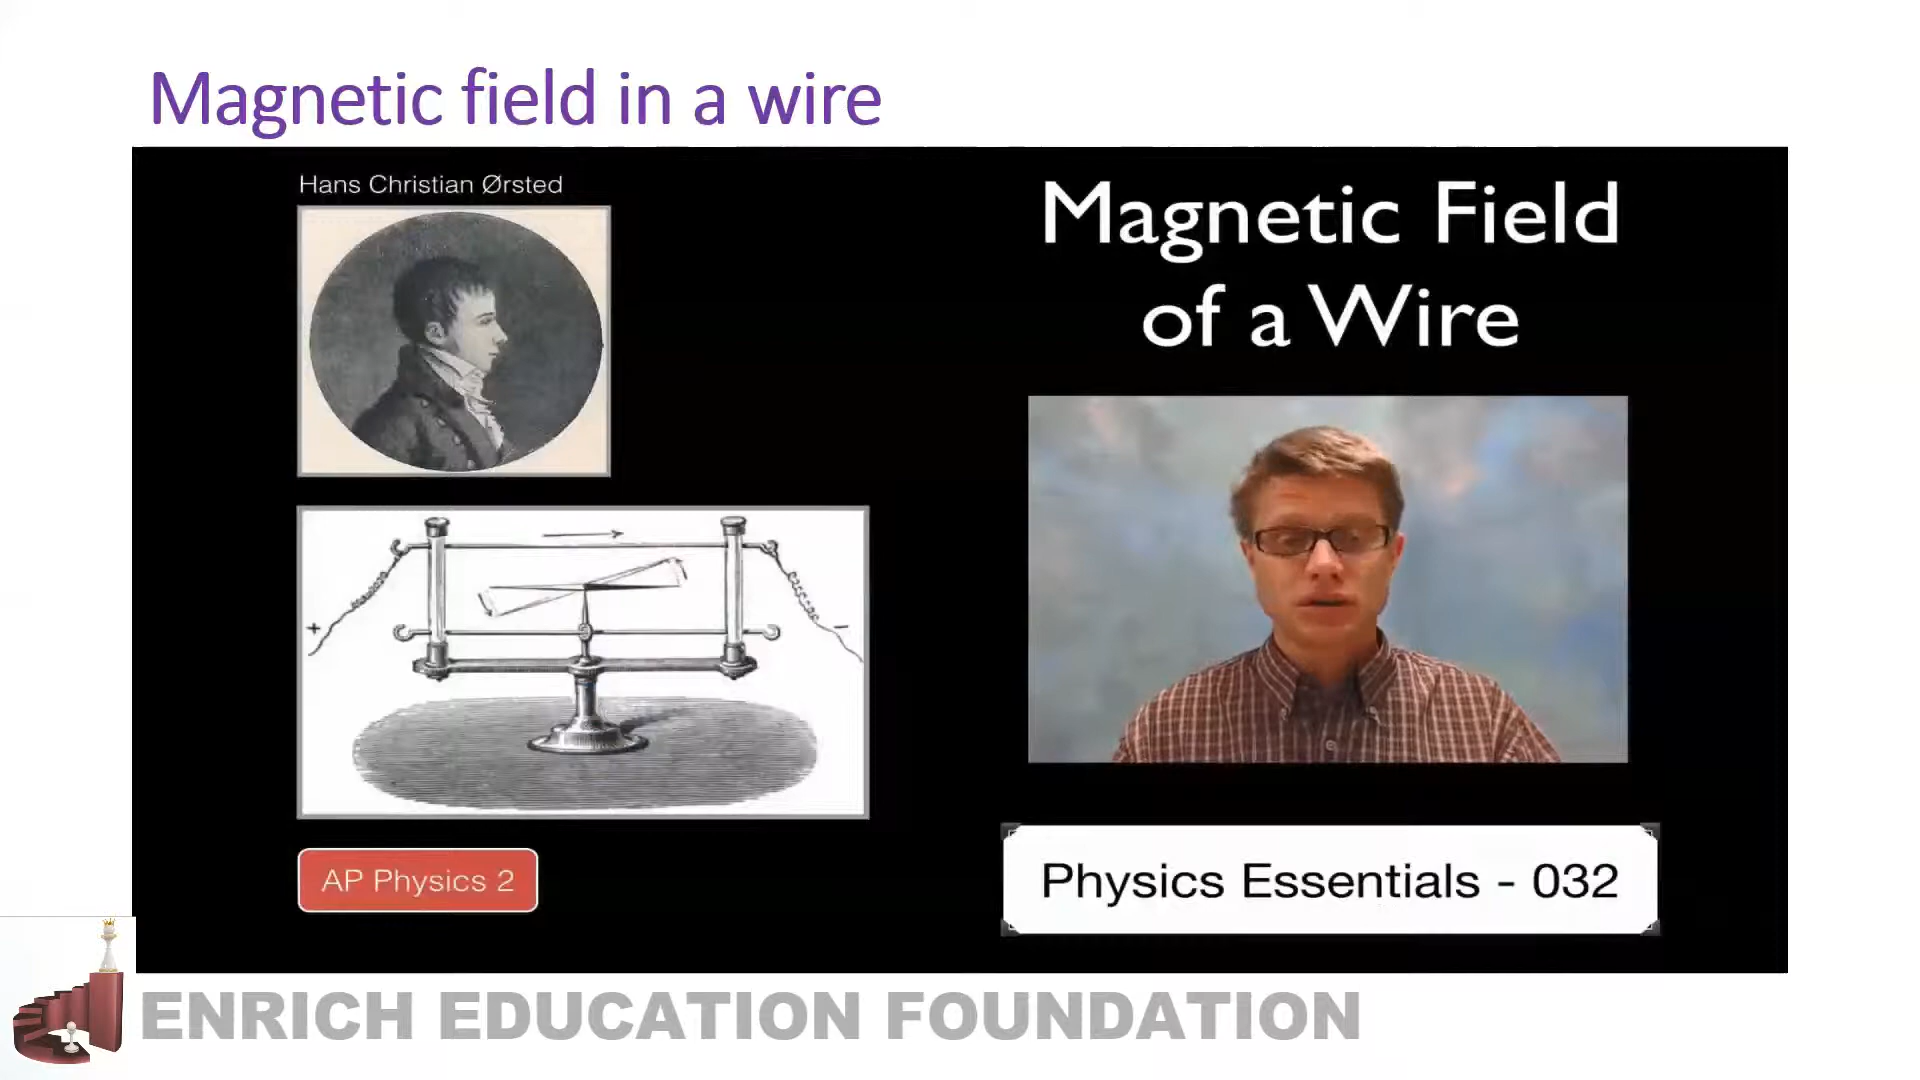 Magnetic field in a wire
Hans Christian Ørsted
Magnetic Field
of a Wire
+
−
AP Physics 2
Physics Essentials - 032
ENRICH EDUCATION FOUNDATION